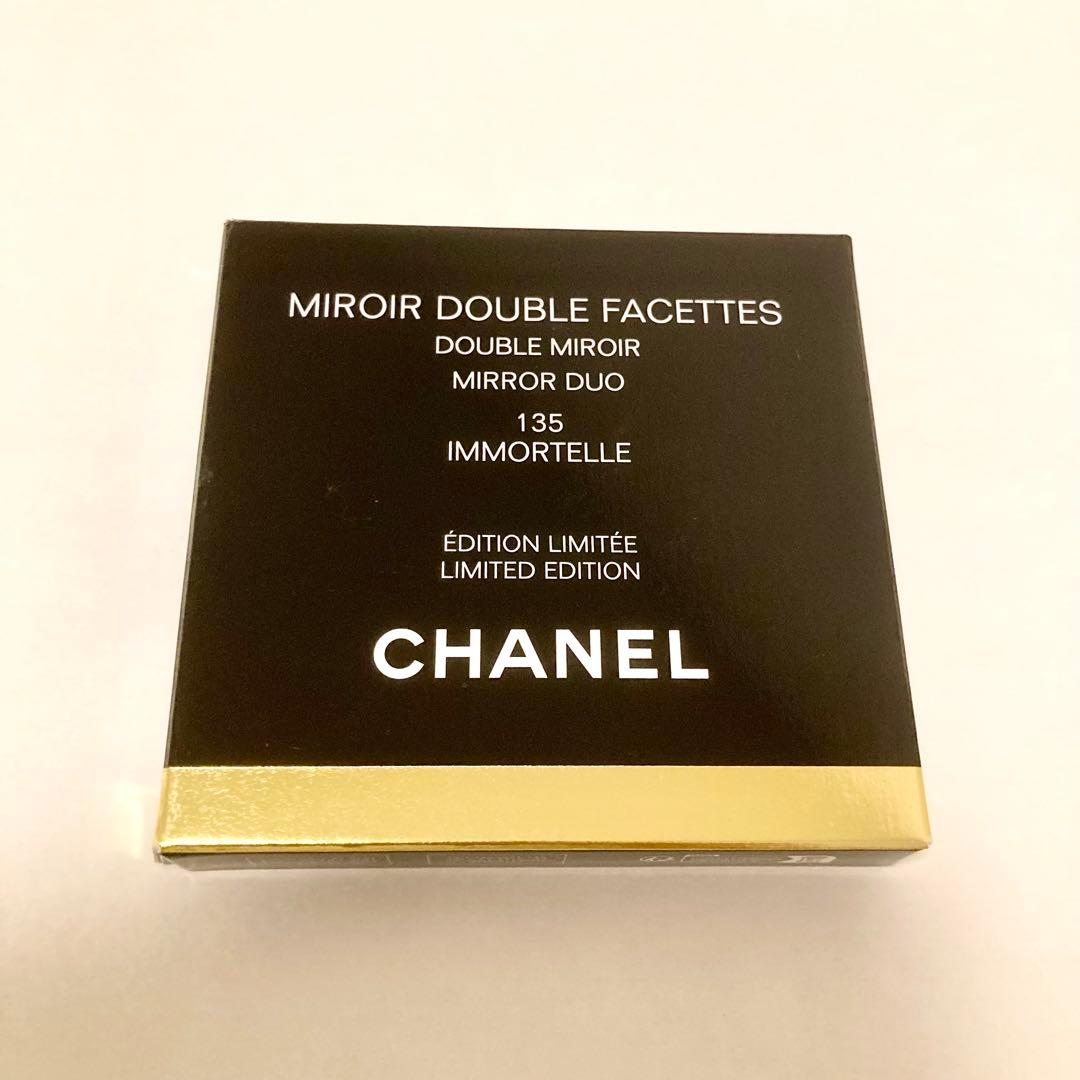 MIROIR DOUBLE FACETTES
DOUBLE MIROIR
MIRROR DUO
135
IMMORTELLE
ÉDITION LIMITÉE
LIMITED EDITION
CHANEL